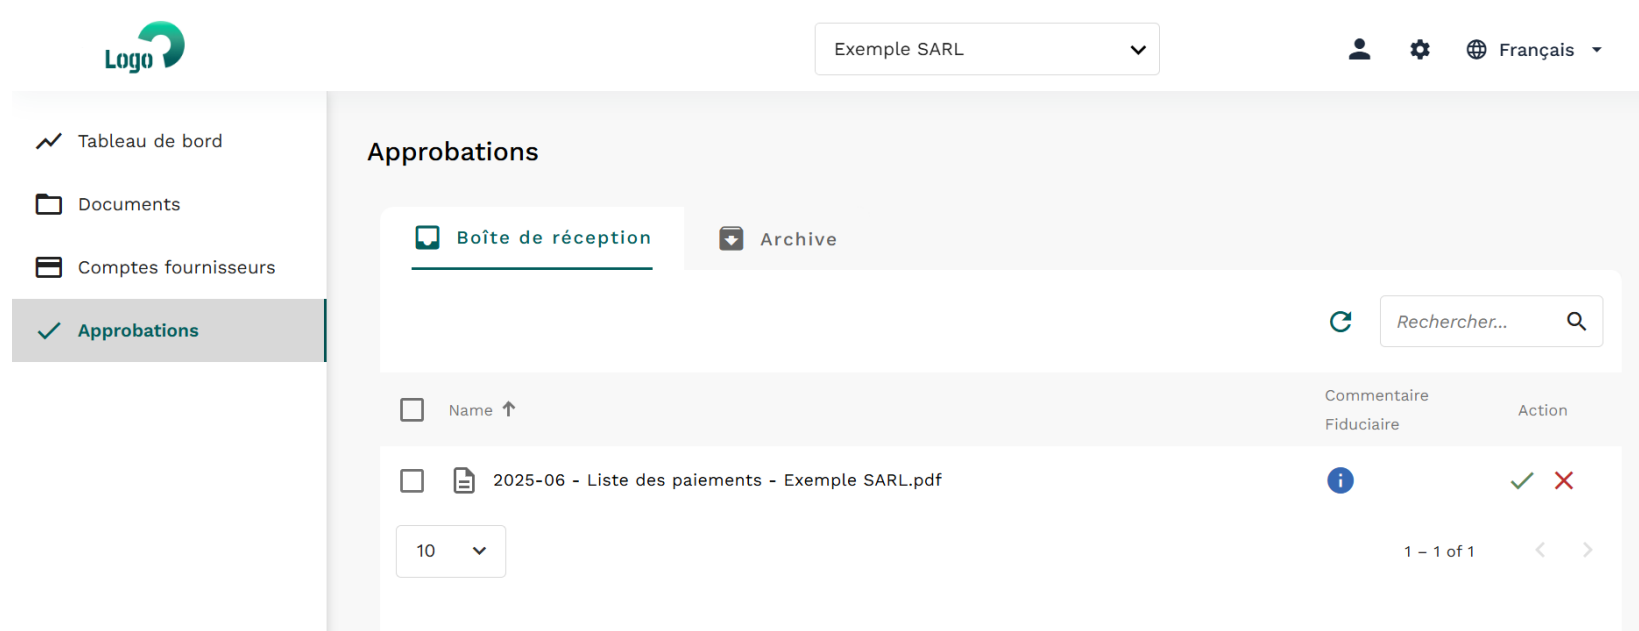 Logo
Exemple SARL
Français
Tableau de bord
Documents
Comptes fournisseurs
Approbations
Approbations
Boîte de réception
Archive
Rechercher...
Name
Commentaire
Fiduciaire
Action
2025-06 - Liste des paiements - Exemple SARL.pdf
10
1 – 1 of 1